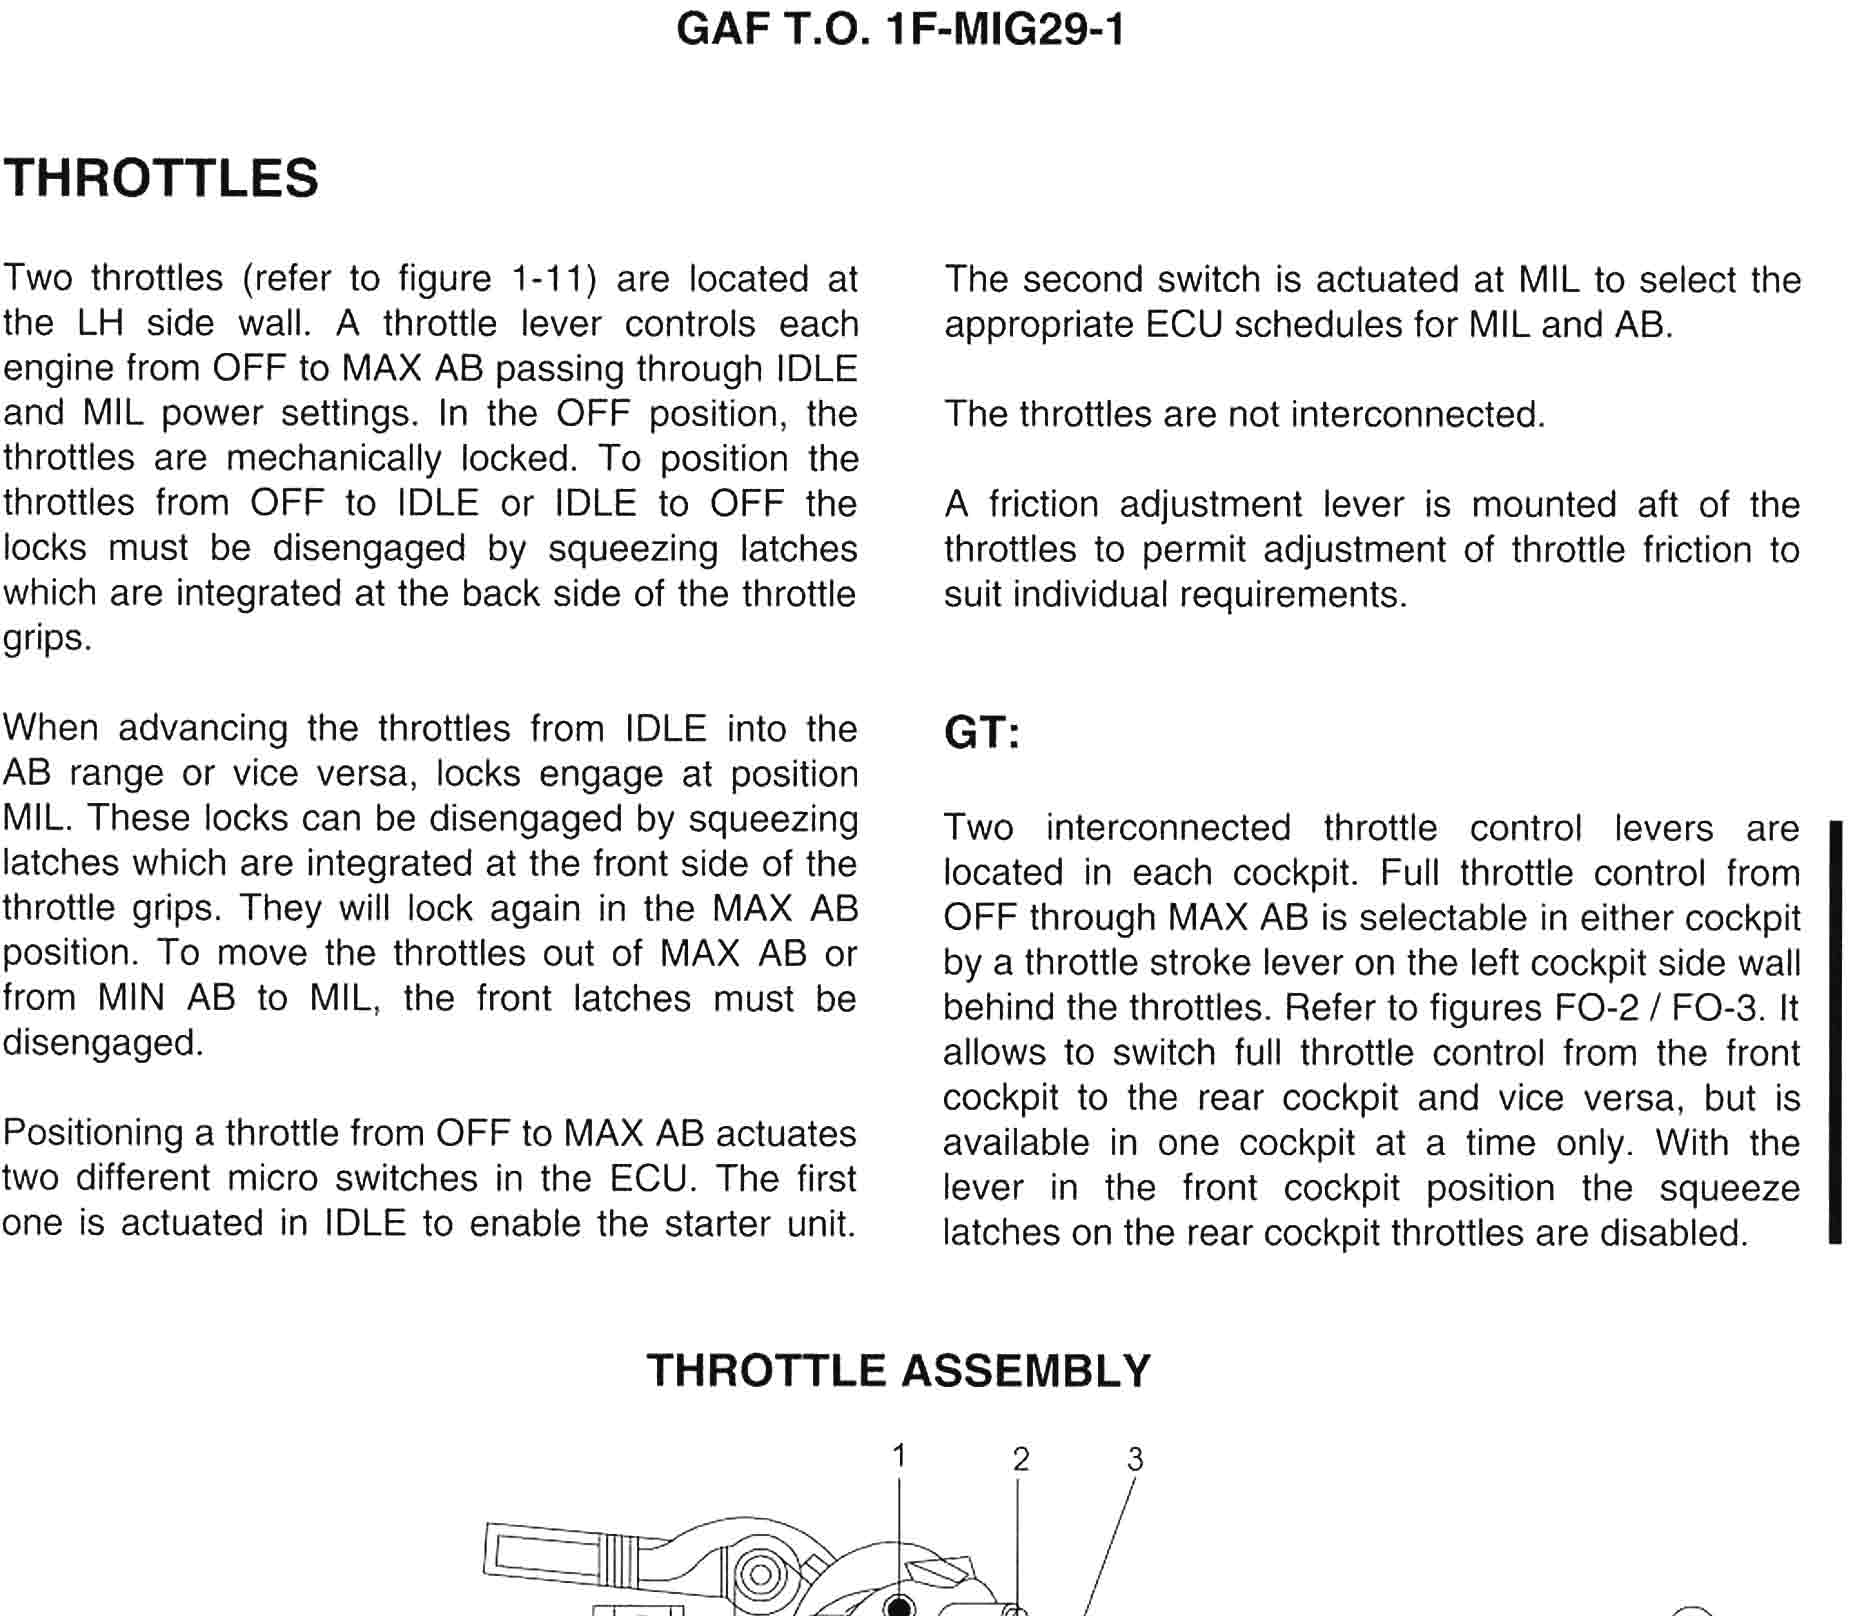 GAF T.O. 1F-MIG29-1
THROTTLES
Two throttles (refer to figure 1-11) are located at
the LH side wall. A throttle lever controls each
engine from OFF to MAX AB passing through IDLE
and MIL power settings. In the OFF position, the
throttles are mechanically locked. To position the
throttles from OFF to IDLE or IDLE to OFF the
locks must be disengaged by squeezing latches
which are integrated at the back side of the throttle
grips.
When advancing the throttles from IDLE into the
AB range or vice versa, locks engage at position
MIL. These locks can be disengaged by squeezing
latches which are integrated at the front side of the
throttle grips. They will lock again in the MAX AB
position. To move the throttles out of MAX AB or
from MIN AB to MIL, the front latches must be
disengaged.
Positioning a throttle from OFF to MAX AB actuates
two different micro switches in the ECU. The first
one is actuated in IDLE to enable the starter unit.
The second switch is actuated at MIL to select the
appropriate ECU schedules for MIL and AB.
The throttles are not interconnected.
A friction adjustment lever is mounted aft of the
throttles to permit adjustment of throttle friction to
suit individual requirements.
GT:
Two interconnected throttle control levers are
located in each cockpit. Full throttle control from
OFF through MAX AB is selectable in either cockpit
by a throttle stroke lever on the left cockpit side wall
behind the throttles. Refer to figures FO-2 / FO-3. It
allows to switch full throttle control from the front
cockpit to the rear cockpit and vice versa, but is
available in one cockpit at a time only. With the
lever in the front cockpit position the squeeze
latches on the rear cockpit throttles are disabled.
THROTTLE ASSEMBLY
1 2 3